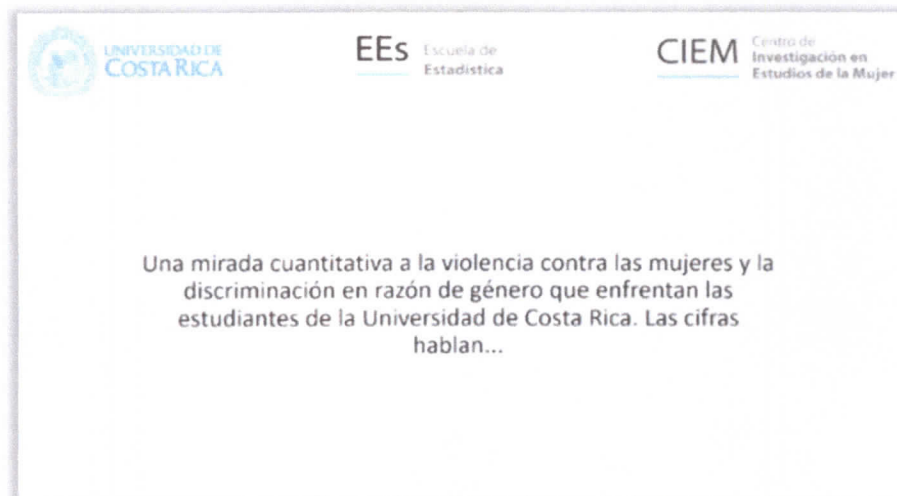 UNIVERSIDAD DE
COSTA RICA
EEs Escuela de
Estadística
CIEM Centro de
Investigación en
Estudios de la Mujer
Una mirada cuantitativa a la violencia contra las mujeres y la
discriminación en razón de género que enfrentan las
estudiantes de la Universidad de Costa Rica. Las cifras
hablan...